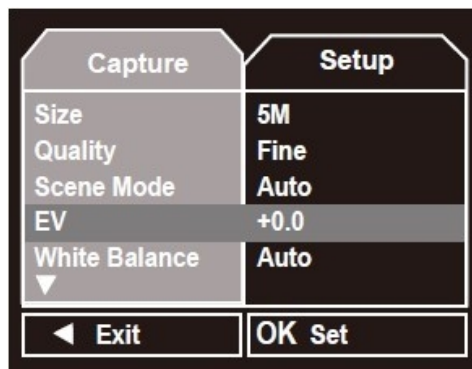 Capture Setup
Size 5M
Quality Fine
Scene Mode Auto
EV +0.0
White Balance Auto
▼
◀ Exit OK Set